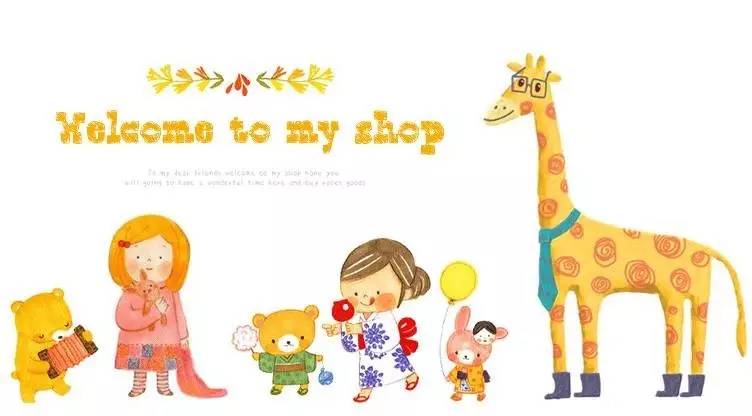 Welcome to my shop
To my dear friends welcome to my shop hope you
will going to have a wonderful time here and buy goods